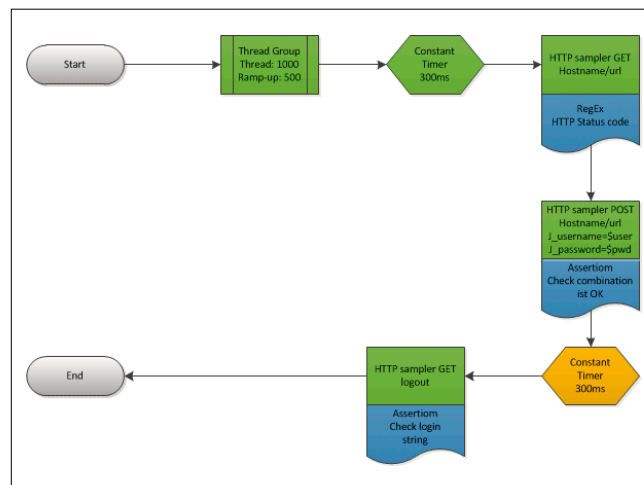 Start
Thread Group
Thread: 1000
Ramp-up: 500
Constant
Timer
300ms
HTTP sampler GET
Hostname/url
RegEx
HTTP Status code
HTTP sampler POST
Hostname/url
J_username=$user
J_password=$pwd
Assertiom
Check combination
ist OK
Constant
Timer
300ms
HTTP sampler GET
logout
Assertiom
Check login
string
End